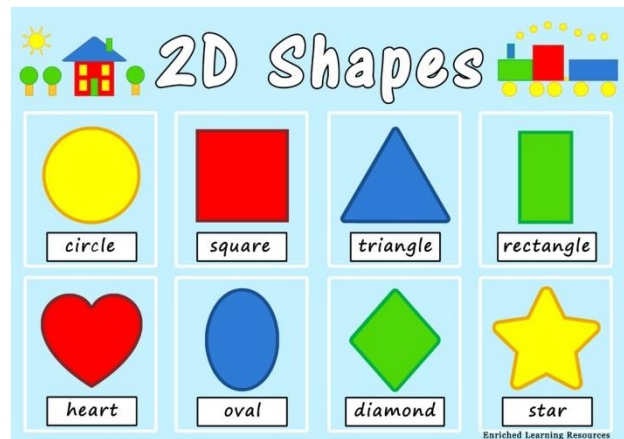 2D Shapes
circle
square
triangle
rectangle
heart
oval
diamond
star
Enriched Learning Resources